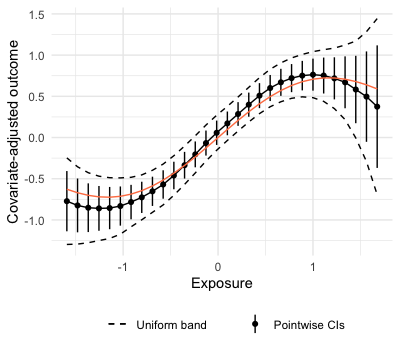 1.5
1.0
0.5
0.0
-0.5
-1.0
Covariate-adjusted outcome
-1 0 1
Exposure
Uniform band Pointwise CIs